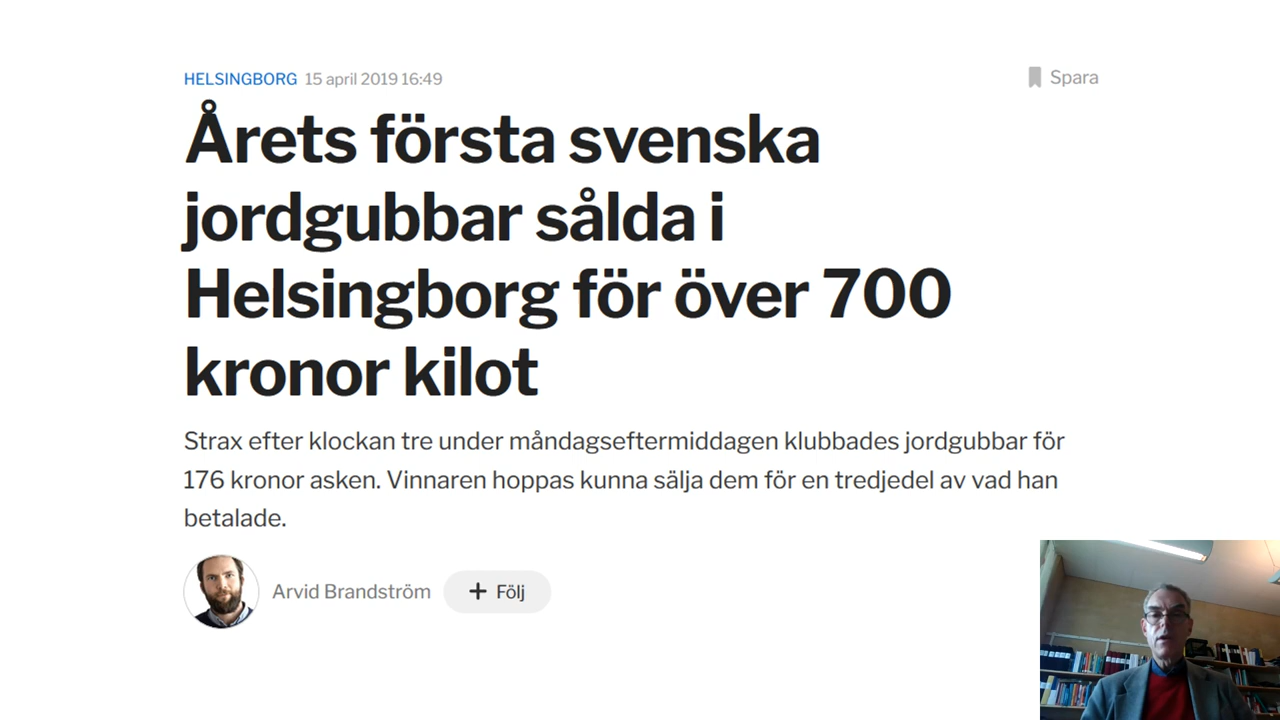 HELSINGBORG 15 april 2019 16:49
Spara
Årets första svenska
jordgubbar sålda i
Helsingborg för över 700
kronor kilot
Strax efter klockan tre under måndagseftermiddagen klubbades jordgubbar för
176 kronor asken. Vinnaren hoppas kunna sälja dem för en tredjedel av vad han
betalade.
Arvid Brandström
+ Följ